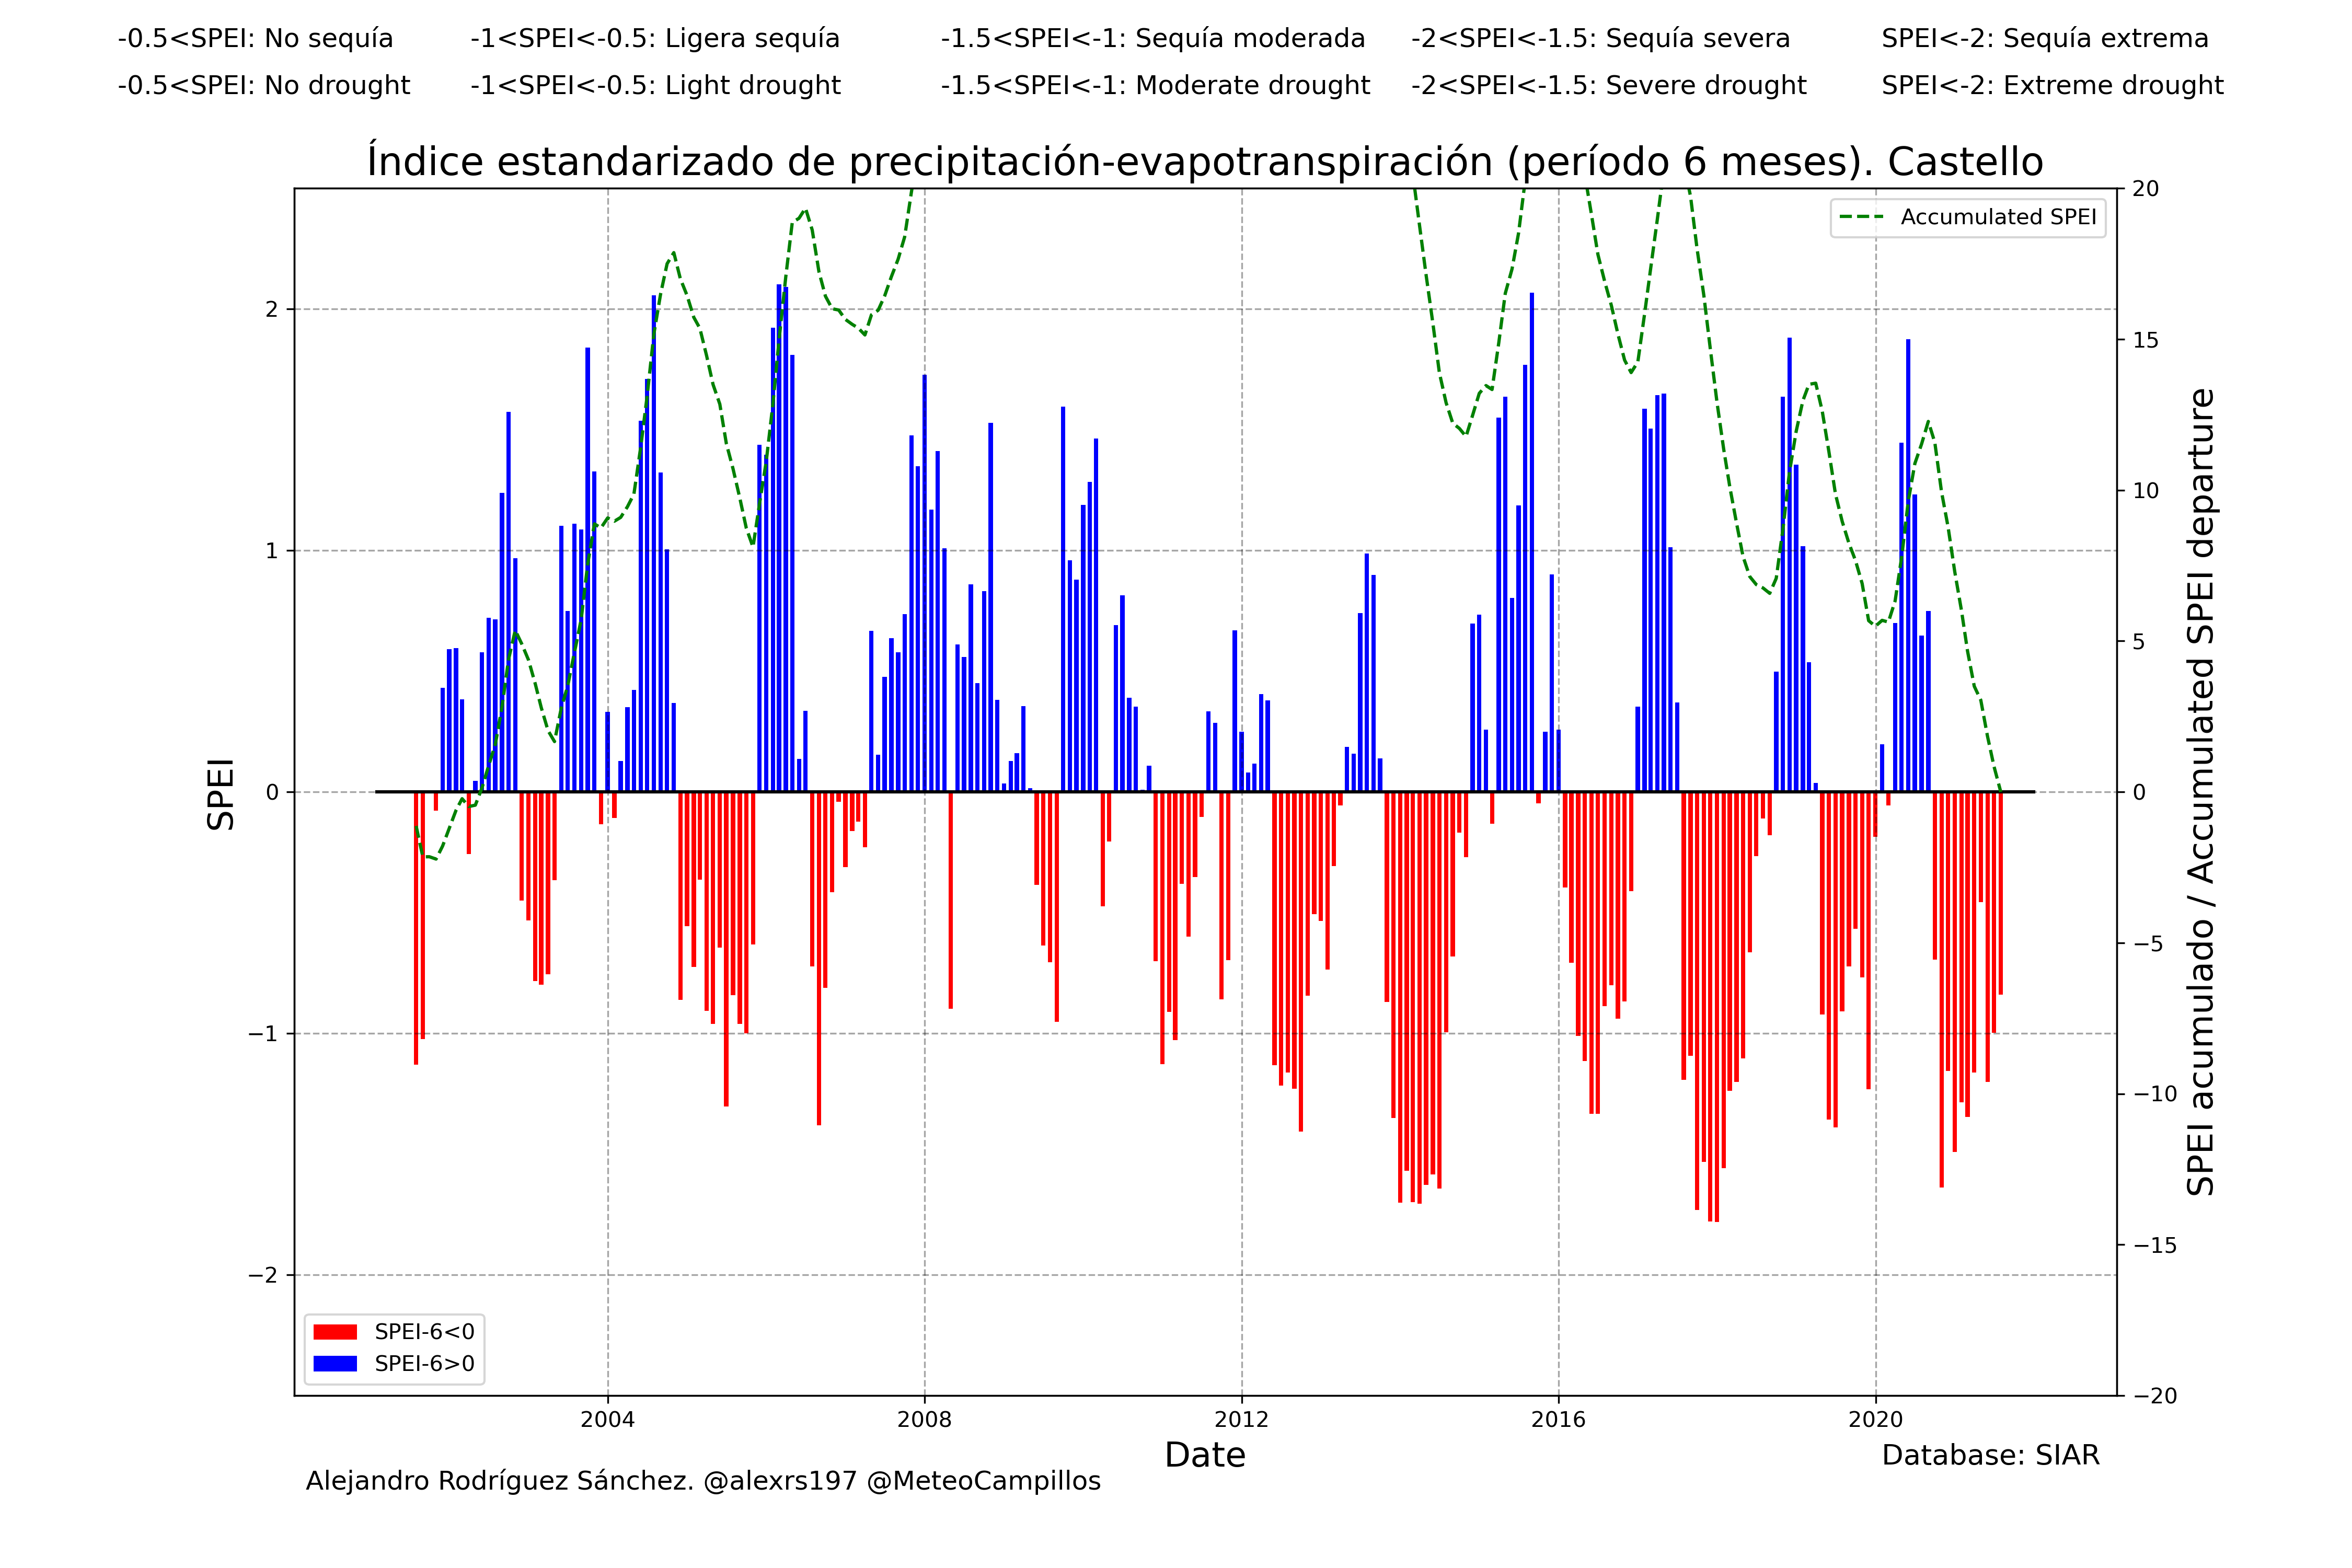 -0.5<SPEI: No sequía -1<SPEI<-0.5: Ligera sequía -1.5<SPEI<-1: Sequía moderada -2<SPEI<-1.5: Sequía severa SPEI<-2: Sequía extrema
-0.5<SPEI: No drought -1<SPEI<-0.5: Light drought -1.5<SPEI<-1: Moderate drought -2<SPEI<-1.5: Severe drought SPEI<-2: Extreme drought
Índice estandarizado de precipitación-evapotranspiración (período 6 meses). Castello
Accumulated SPEI
SPEI
2
1
0
−1
−2
20
15
10
5
0
−5
−10
−15
−20
SPEI acumulado / Accumulated SPEI departure
SPEI-6<0
SPEI-6>0
2004 2008 2012 2016 2020
Date
Database: SIAR
Alejandro Rodríguez Sánchez. @alexrs197 @MeteoCampillos